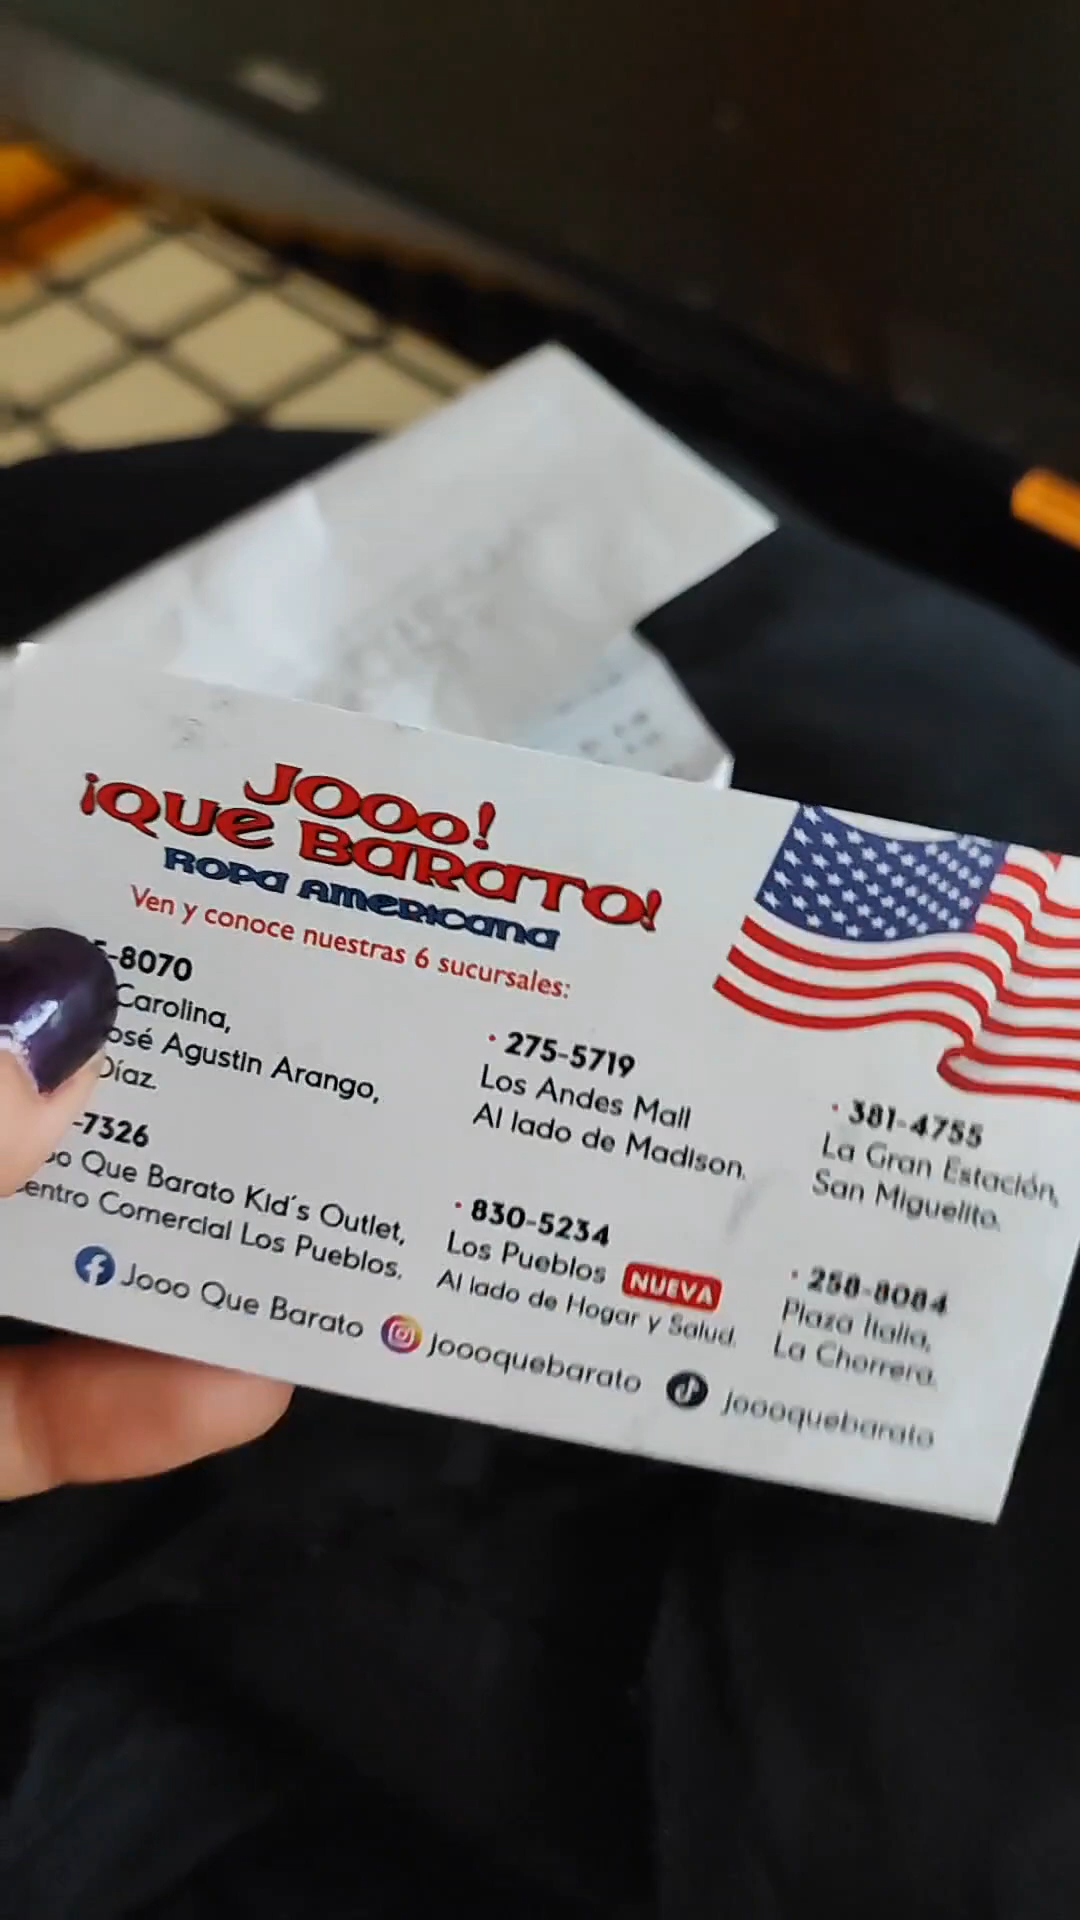 Jooo!
¡Que Barato!
Ropa Americana
Ven y conoce nuestras 6 sucursales:
-8070
Carolina,
José Agustin Arango,
Díaz.
-7326
Que Barato Kid´s Outlet,
Centro Comercial Los Pueblos.
· 275-5719
Los Andes Mall
Al lado de Madison.
· 830-5234
Los Pueblos NUEVA
Al lado de Hogar y Salud.
· 381-4755
La Gran Estación,
San Miguelito.
· 258-8084
Plaza Italia,
La Chorrera.
Jooo Que Barato
joooquebarato
joooquebarato